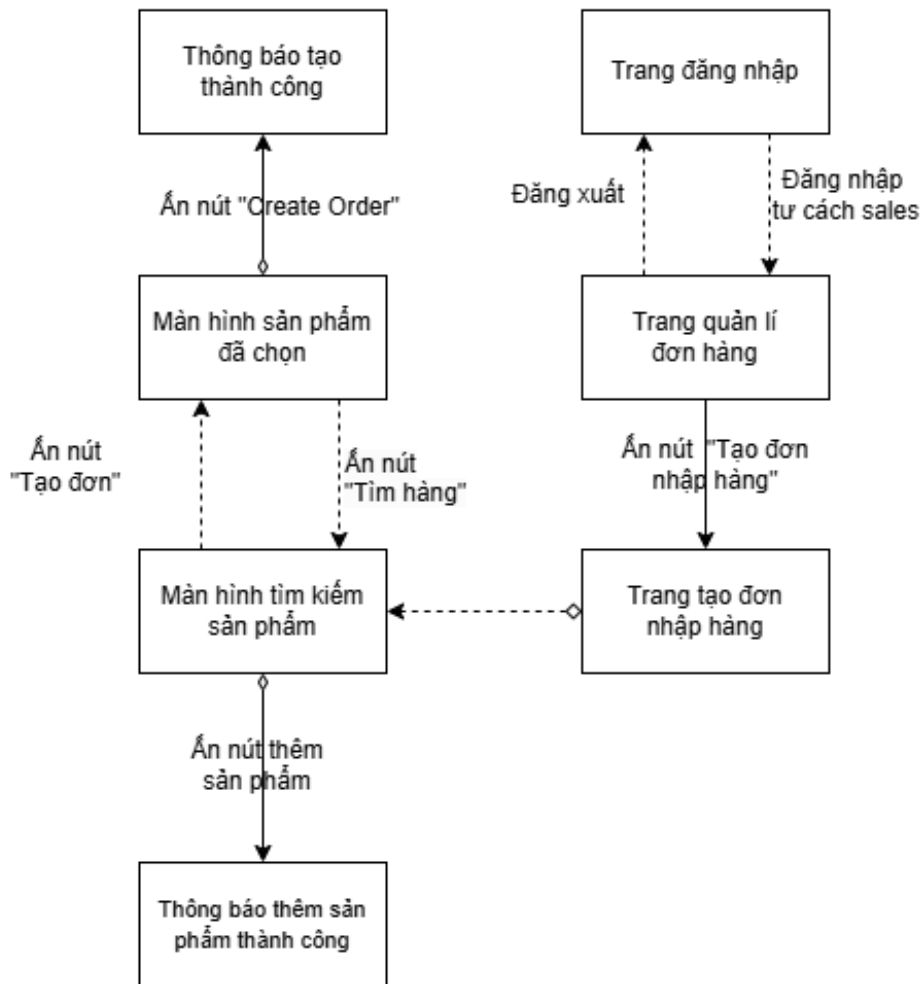 Thông báo tạo
thành công
Trang đăng nhập
Ấn nút "Create Order"
Đăng xuất
Đăng nhập
tư cách sales
Màn hình sản phẩm
đã chọn
Trang quản lí
đơn hàng
Ấn nút
"Tạo đơn"
Ấn nút
"Tìm hàng"
Ấn nút "Tạo đơn
nhập hàng"
Màn hình tìm kiếm
sản phẩm
Trang tạo đơn
nhập hàng
Ấn nút thêm
sản phẩm
Thông báo thêm sản
phẩm thành công